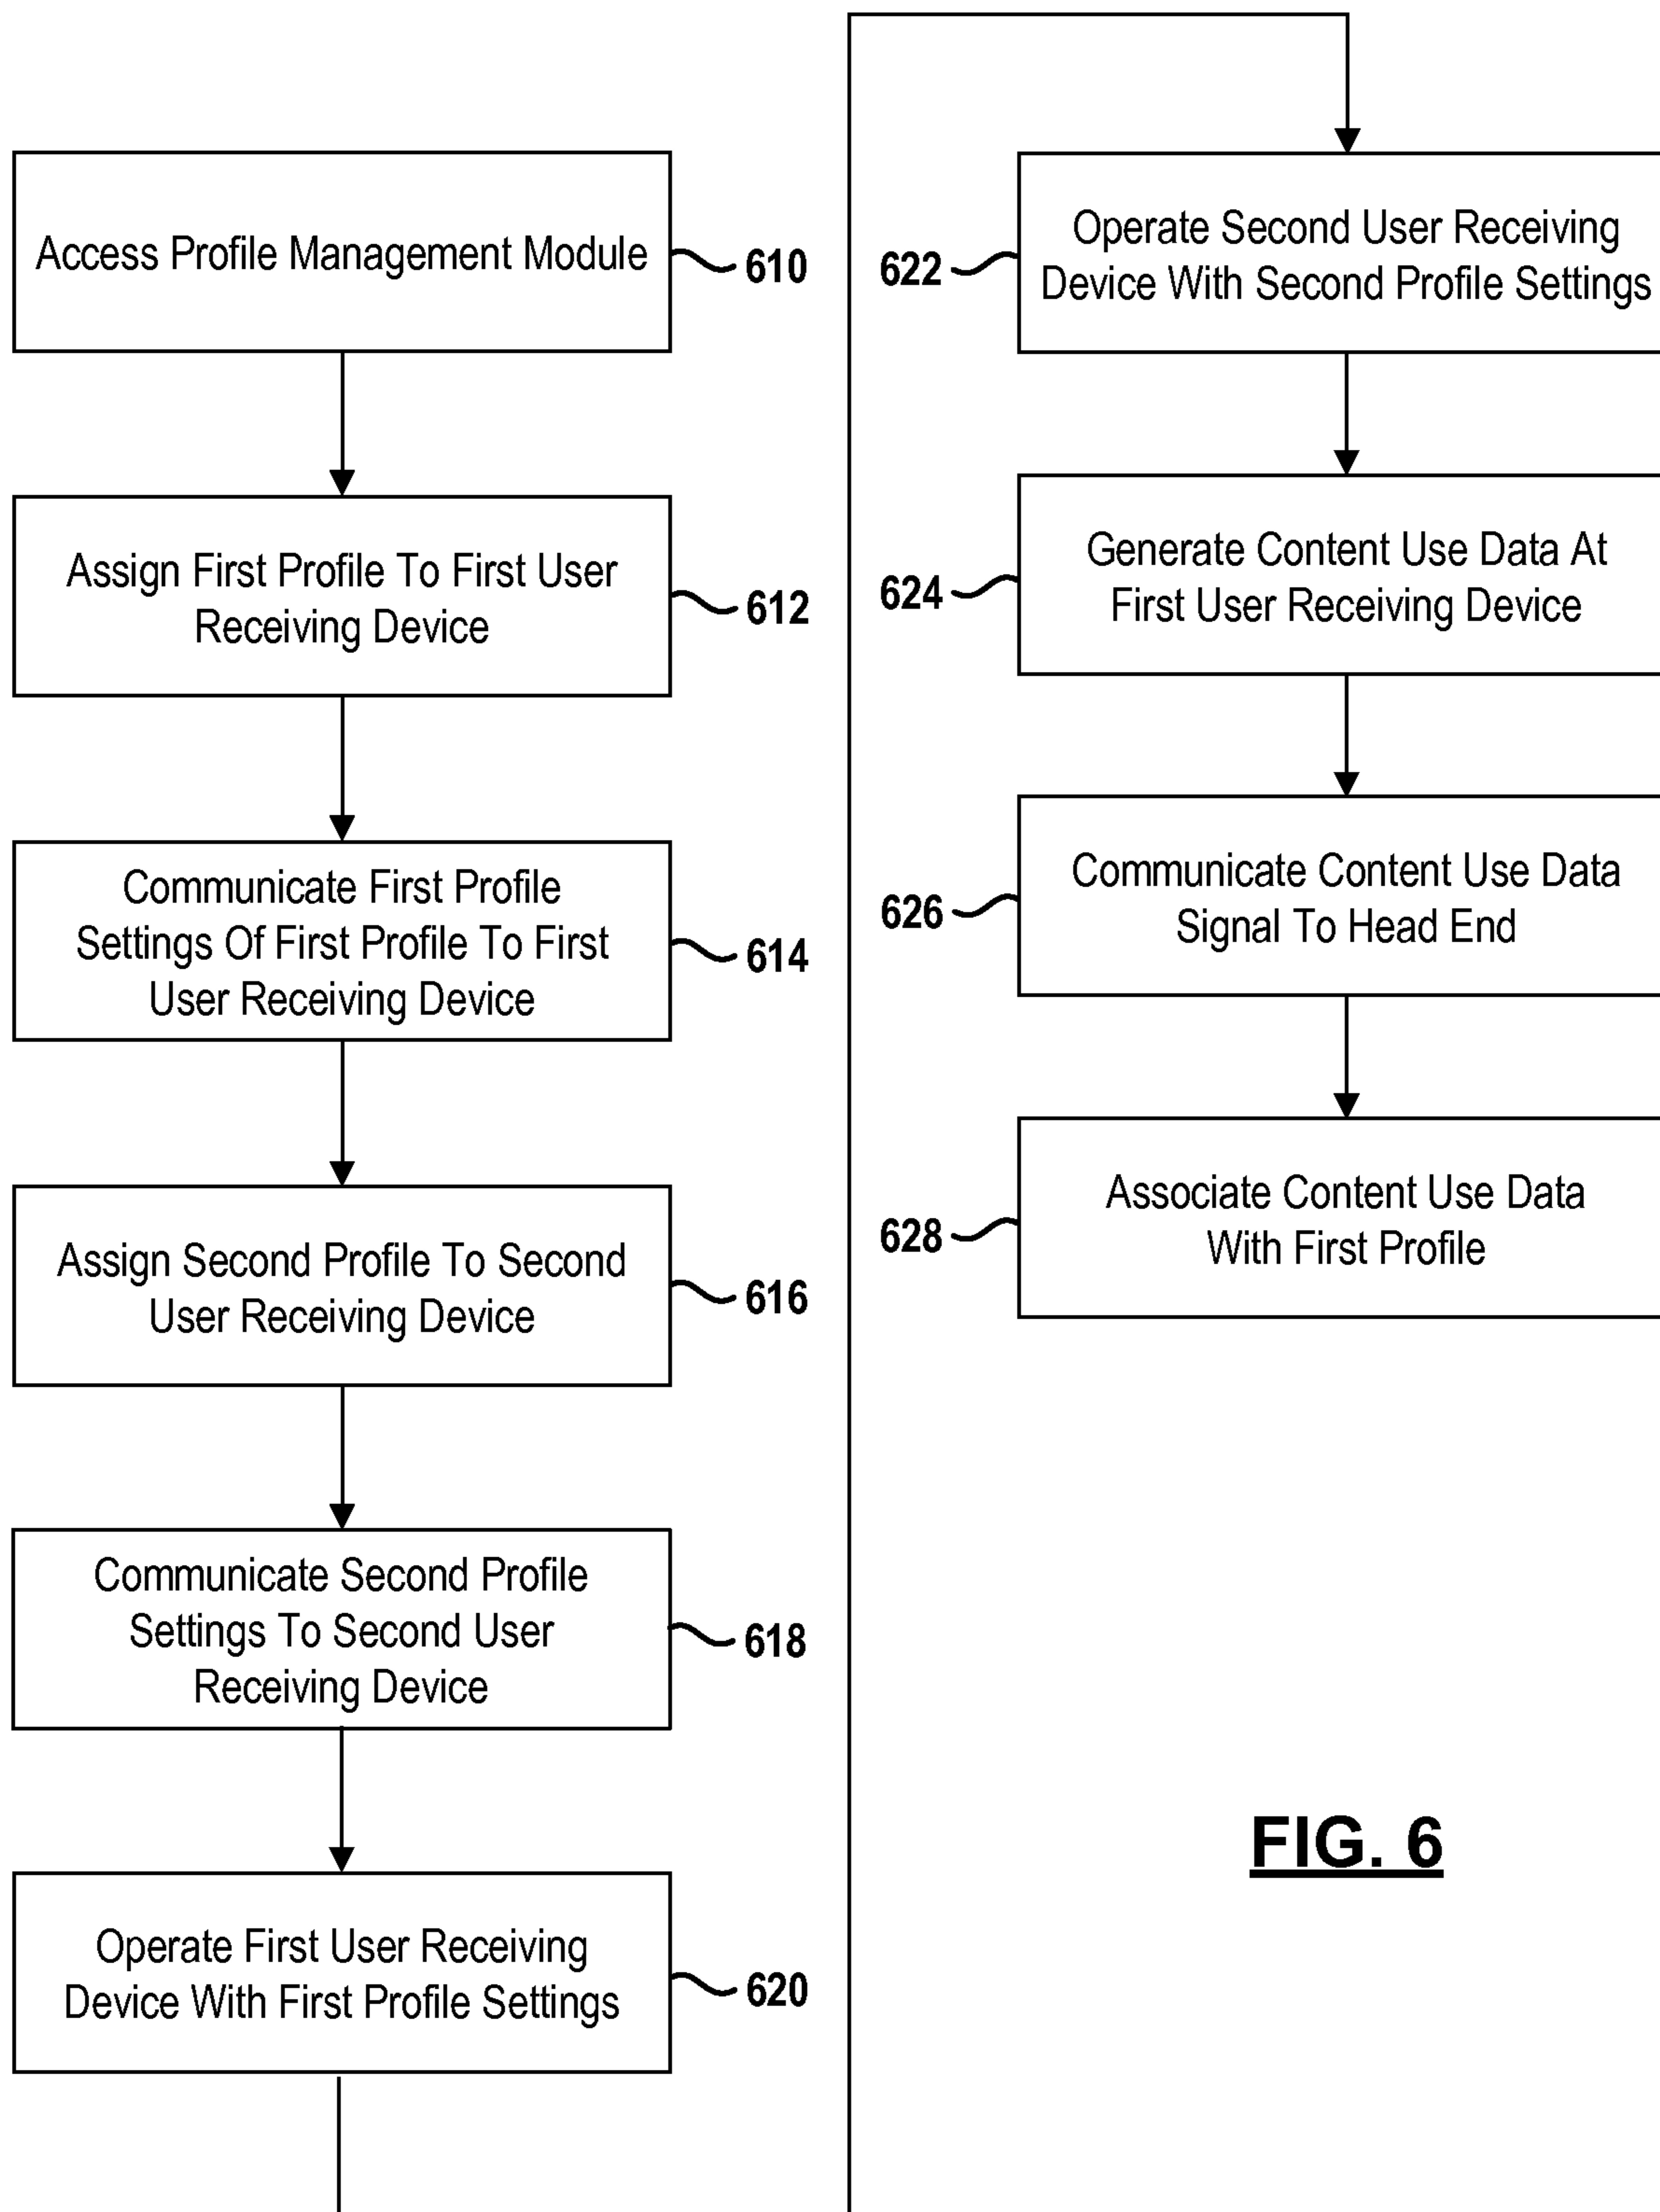 Access Profile Management Module
610
Assign First Profile To First User
Receiving Device
612
Communicate First Profile
Settings Of First Profile To First
User Receiving Device
614
Assign Second Profile To Second
User Receiving Device
616
Communicate Second Profile
Settings To Second User
Receiving Device
618
Operate First User Receiving
Device With First Profile Settings
620
622
Operate Second User Receiving
Device With Second Profile Settings
624
Generate Content Use Data At
First User Receiving Device
626
Communicate Content Use Data
Signal To Head End
628
Associate Content Use Data
With First Profile
FIG. 6